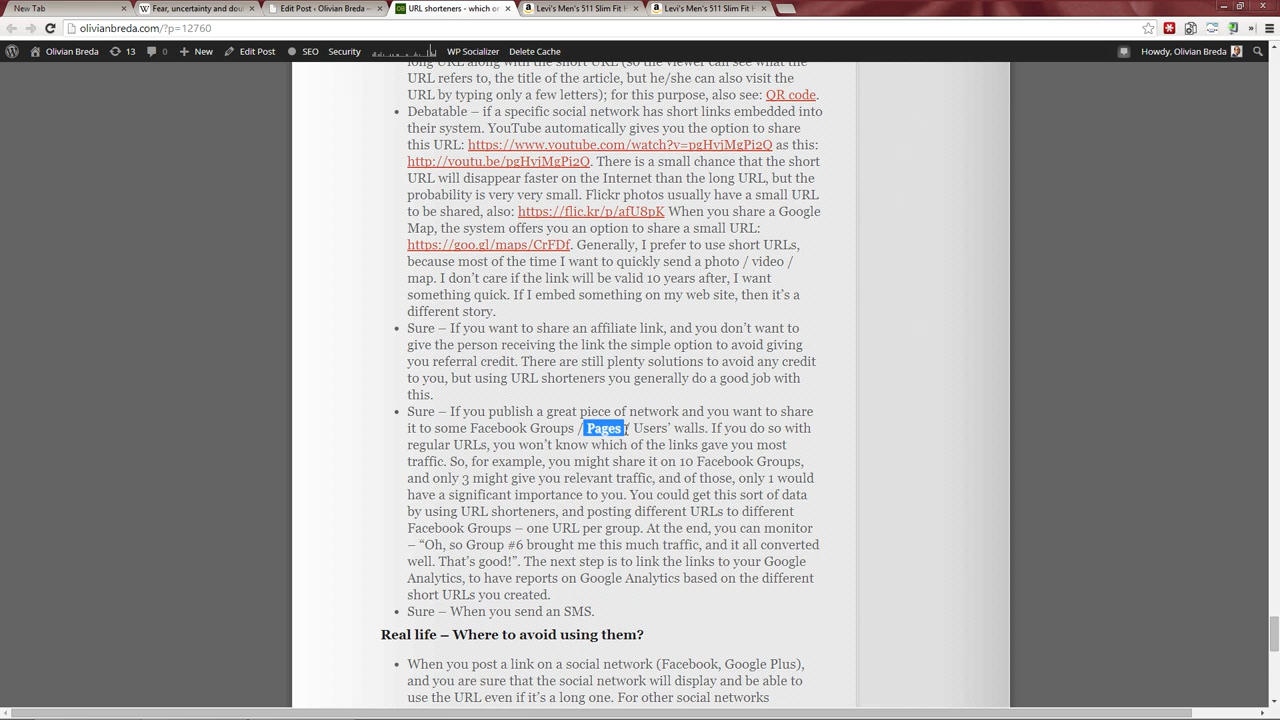 New Tab
Fear, uncertainty and dou
Edit Post ‹ Olivian Breda
URL shorteners - which o
Levi's Men's 511 Slim Fit
Levi's Men's 511 Slim Fit
olivianbreda.com/?p=12760
Olivian Breda 13 0 New Edit Post SEO Security WP Socializer Delete Cache Howdy, Olivian Breda
long URL along with the short URL (so the viewer can see what the
URL refers to, the title of the article, but he/she can also visit the
URL by typing only a few letters); for this purpose, also see: QR code.
• Debatable – if a specific social network has short links embedded into
their system. YouTube automatically gives you the option to share
this URL: https://www.youtube.com/watch?v=pgHvjMgPi2Q as this:
http://youtu.be/pgHvjMgPi2Q. There is a small chance that the short
URL will disappear faster on the Internet than the long URL, but the
probability is very very small. Flickr photos usually have a small URL
to be shared, also: https://flic.kr/p/afU8pK When you share a Google
Map, the system offers you an option to share a small URL:
https://goo.gl/maps/CrFDf. Generally, I prefer to use short URLs,
because most of the time I want to quickly send a photo / video /
map. I don't care if the link will be valid 10 years after, I want
something quick. If I embed something on my web site, then it's a
different story.
• Sure – If you want to share an affiliate link, and you don't want to
give the person receiving the link the simple option to avoid giving
you referral credit. There are still plenty solutions to avoid any credit
to you, but using URL shorteners you generally do a good job with
this.
• Sure – If you publish a great piece of network and you want to share
it to some Facebook Groups / Pages / Users' walls. If you do so with
regular URLs, you won't know which of the links gave you most
traffic. So, for example, you might share it on 10 Facebook Groups,
and only 3 might give you relevant traffic, and of those, only 1 would
have a significant importance to you. You could get this sort of data
by using URL shorteners, and posting different URLs to different
Facebook Groups – one URL per group. At the end, you can monitor
– “Oh, so Group #6 brought me this much traffic, and it all converted
well. That's good!”. The next step is to link the links to your Google
Analytics, to have reports on Google Analytics based on the different
short URLs you created.
• Sure – When you send an SMS.
Real life – Where to avoid using them?
• When you post a link on a social network (Facebook, Google Plus),
and you are sure that the social network will display and be able to
use the URL even if it's a long one. For other social networks